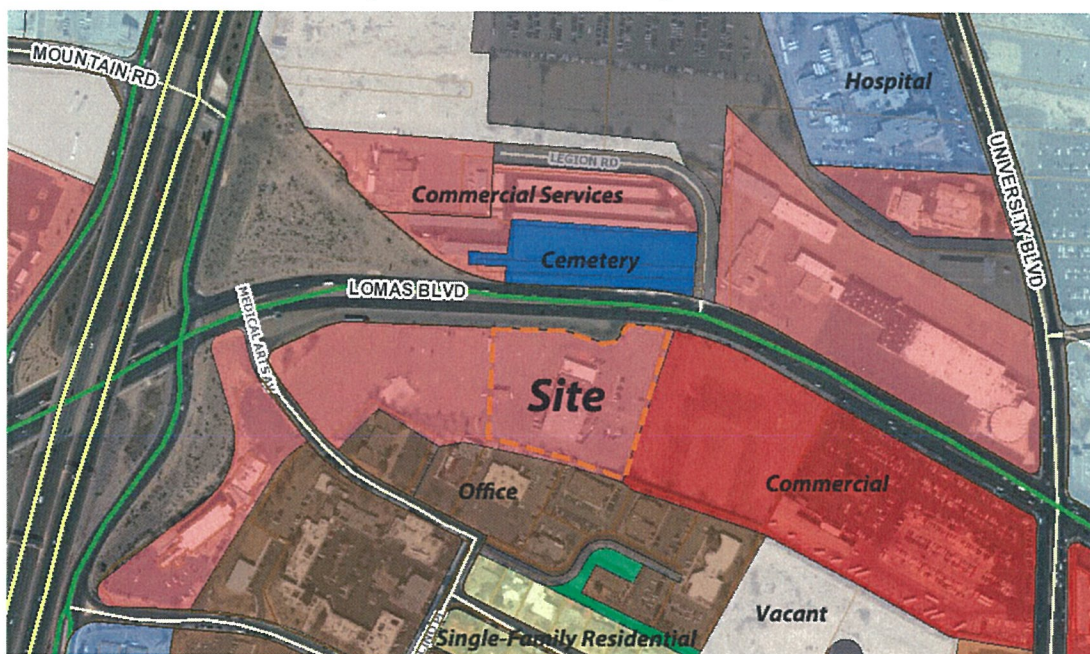 MOUNTAIN RD
Hospital
LEGION RD
UNIVERSITY BLVD
Commercial Services
Cemetery
LOMAS BLVD
MEDICAL ARTS AV
Site
Office
Commercial
Vacant
Single-Family Residential